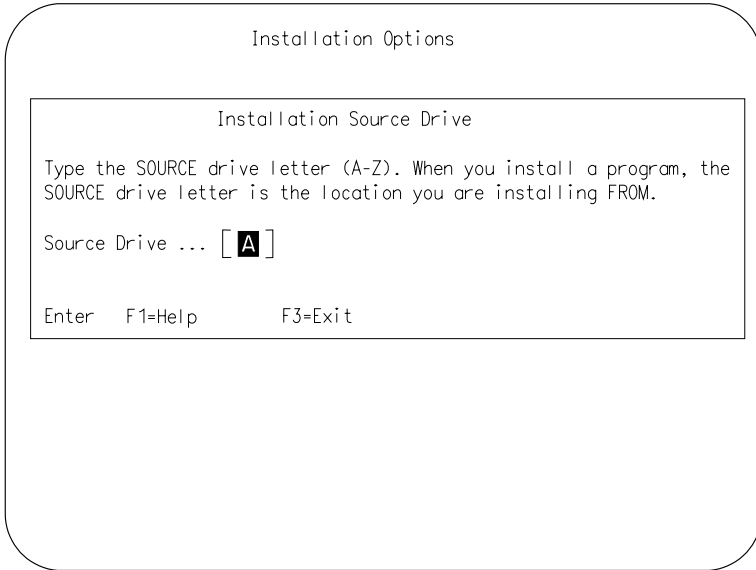 Installation Options
Installation Source Drive
Type the SOURCE drive letter (A-Z). When you install a program, the
SOURCE drive letter is the location you are installing FROM.
Source Drive ... [A]
Enter F1=Help F3=Exit